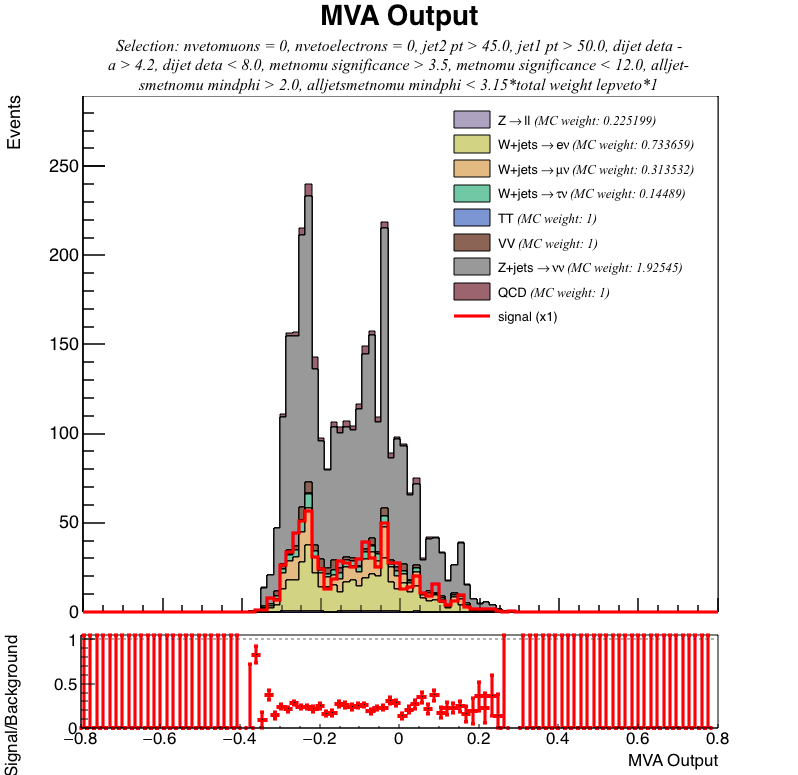 MVA Output
Selection: nvetomuons = 0, nvetoelectrons = 0, jet2 pt > 45.0, jet1 pt > 50.0, dijet deta -
a > 4.2, dijet deta < 8.0, metnomu significance > 3.5, metnomu significance < 12.0, alljet-
smetnomu mindphi > 2.0, alljetsmetnomu mindphi < 3.15*total weight lepveto*1
Events
250
200
150
100
50
0
Z→ll (MC weight: 0.225199)
W+jets→eν (MC weight: 0.733659)
W+jets→μν (MC weight: 0.313532)
W+jets→τν (MC weight: 0.14489)
TT (MC weight: 1)
VV (MC weight: 1)
Z+jets→νν (MC weight: 1.92545)
QCD (MC weight: 1)
signal (x1)
Signal/Background
1
0.5
0
−0.8 −0.6 −0.4 −0.2 0 0.2 0.4 0.6 0.8
MVA Output